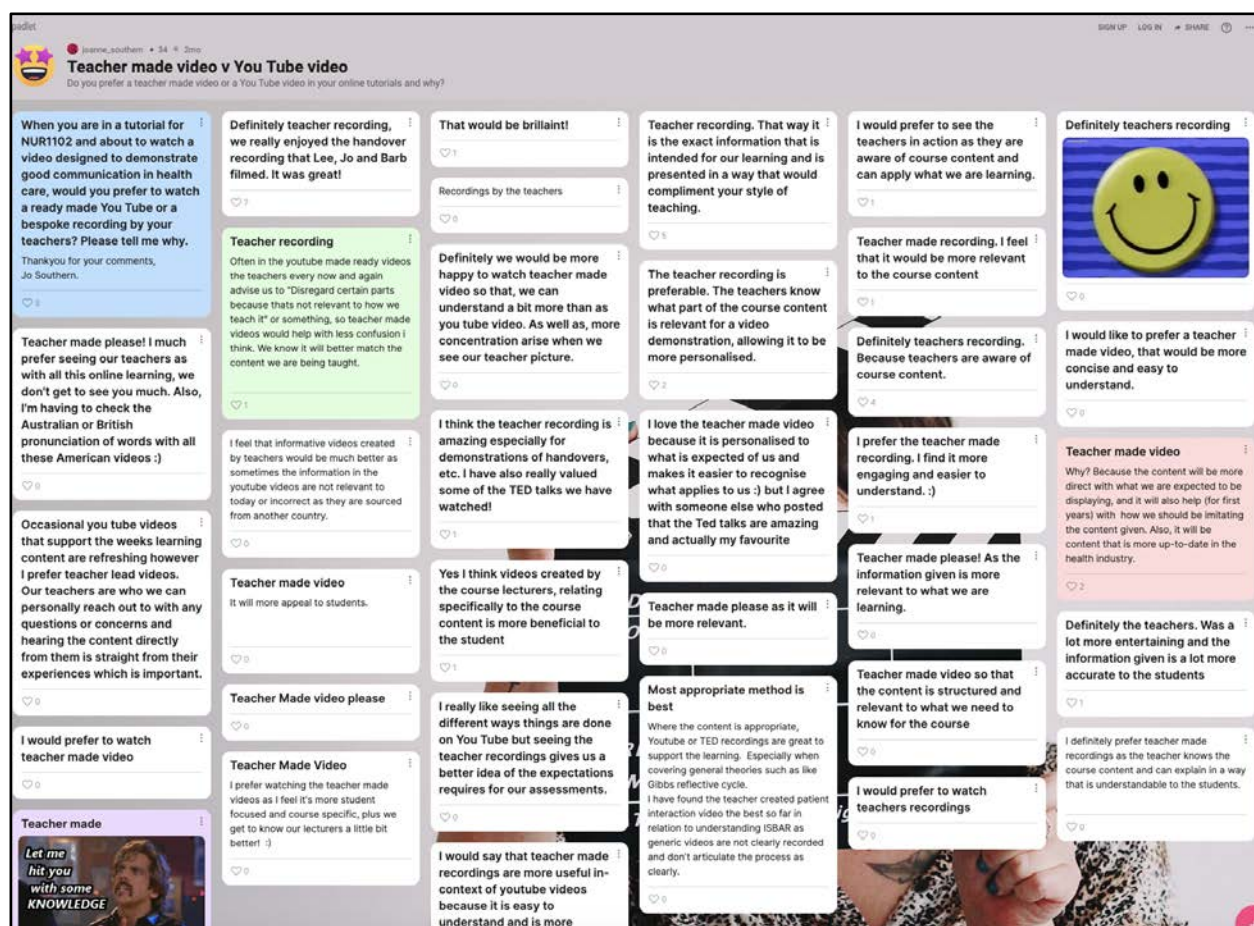 padlet
SIGN UP LOG IN SHARE
joanne_southern • 34 2mo
Teacher made video v You Tube video
Do you prefer a teacher made video or a You Tube video in your online tutorials and why?
When you are in a tutorial for
NUR1102 and about to watch a
video designed to demonstrate
good communication in health
care, would you prefer to watch
a ready made You Tube or a
bespoke recording by your
teachers? Please tell me why.
Thankyou for your comments,
Jo Southern.
0
Teacher made please! I much
prefer seeing our teachers as
with all this online learning, we
don't get to see you much. Also,
I'm having to check the
Australian or British
pronunciation of words with all
these American videos :)
0
Occasional you tube videos
that support the weeks learning
content are refreshing however
I prefer teacher lead videos.
Our teachers are who we can
personally reach out to with any
questions or concerns and
hearing the content directly
from them is straight from their
experiences which is important.
0
I would prefer to watch
teacher made video
0
Teacher made
Let me
hit you
with some
KNOWLEDGE
Definitely teacher recording,
we really enjoyed the handover
recording that Lee, Jo and Barb
filmed. It was great!
7
Teacher recording
Often in the youtube made ready videos
the teachers every now and again
advise us to "Disregard certain parts
because thats not relevant to how we
teach it" or something, so teacher made
videos would help with less confusion i
think. We know it will better match the
content we are being taught.
1
I feel that informative videos created
by teachers would be much better as
sometimes the information in the
youtube videos are not relevant to
today or incorrect as they are sourced
from another country.
0
Teacher made video
It will more appeal to students.
0
Teacher Made video please
0
Teacher Made Video
I prefer watching the teacher made
videos as I feel it's more student
focused and course specific, plus we
get to know our lecturers a little bit
better! :)
0
That would be brillaint!
1
Recordings by the teachers
0
Definitely we would be more
happy to watch teacher made
video so that, we can
understand a bit more than as
you tube video. As well as, more
concentration arise when we
see our teacher picture.
0
I think the teacher recording is
amazing especially for
demonstrations of handovers,
etc. I have also really valued
some of the TED talks we have
watched!
1
Yes I think videos created by
the course lecturers, relating
specifically to the course
content is more beneficial to
the student
1
I really like seeing all the
different ways things are done
on You Tube but seeing the
teacher recordings gives us a
better idea of the expectations
requires for our assessments.
0
I would say that teacher made
recordings are more useful in-
context of youtube videos
because it is easy to
understand and is more
Teacher recording. That way it
is the exact information that is
intended for our learning and is
presented in a way that would
compliment your style of
teaching.
5
The teacher recording is
preferable. The teachers know
what part of the course content
is relevant for a video
demonstration, allowing it to be
more personalised.
2
I love the teacher made video
because it is personalised to
what is expected of us and
makes it easier to recognise
what applies to us :) but I agree
with someone else who posted
that the Ted talks are amazing
and actually my favourite
0
Teacher made please as it will
be more relevant.
0
Most appropriate method is
best
Where the content is appropriate,
Youtube or TED recordings are great to
support the learning. Especially when
covering general theories such as like
Gibbs reflective cycle.
I have found the teacher created patient
interaction video the best so far in
relation to understanding ISBAR as
generic videos are not clearly recorded
and don't articulate the process as
clearly.
0
I would prefer to see the
teachers in action as they are
aware of course content and
can apply what we are learning.
1
Teacher made recording. I feel
that it would be more relevant
to the course content
1
Definitely teachers recording.
Because teachers are aware of
course content.
4
I prefer the teacher made
recording. I find it more
engaging and easier to
understand. :)
1
Teacher made please! As the
information given is more
relevant to what we are
learning.
0
Teacher made video so that
the content is structured and
relevant to what we need to
know for the course
0
I would prefer to watch
teachers recordings
0
Definitely teachers recording
0
I would like to prefer a teacher
made video, that would be more
concise and easy to
understand.
0
Teacher made video
Why? Because the content will be more
direct with what we are expected to be
displaying, and it will also help (for first
years) with how we should be imitating
the content given. Also, it will be
content that is more up-to-date in the
health industry.
2
Definitely the teachers. Was a
lot more entertaining and the
information given is a lot more
accurate to the students
1
I definitely prefer teacher made
recordings as the teacher knows the
course content and can explain in a way
that is understandable to the students.
0